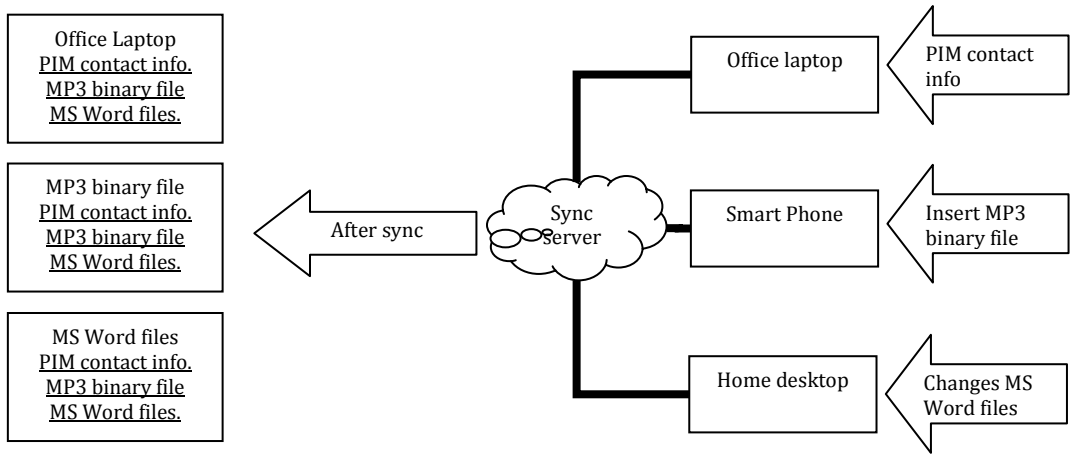 Office Laptop
PIM contact info.
MP3 binary file
MS Word files.
MP3 binary file
PIM contact info.
MP3 binary file
MS Word files.
MS Word files
PIM contact info.
MP3 binary file
MS Word files.
After sync
Sync
server
Office laptop
PIM contact
info
Smart Phone
Insert MP3
binary file
Home desktop
Changes MS
Word files